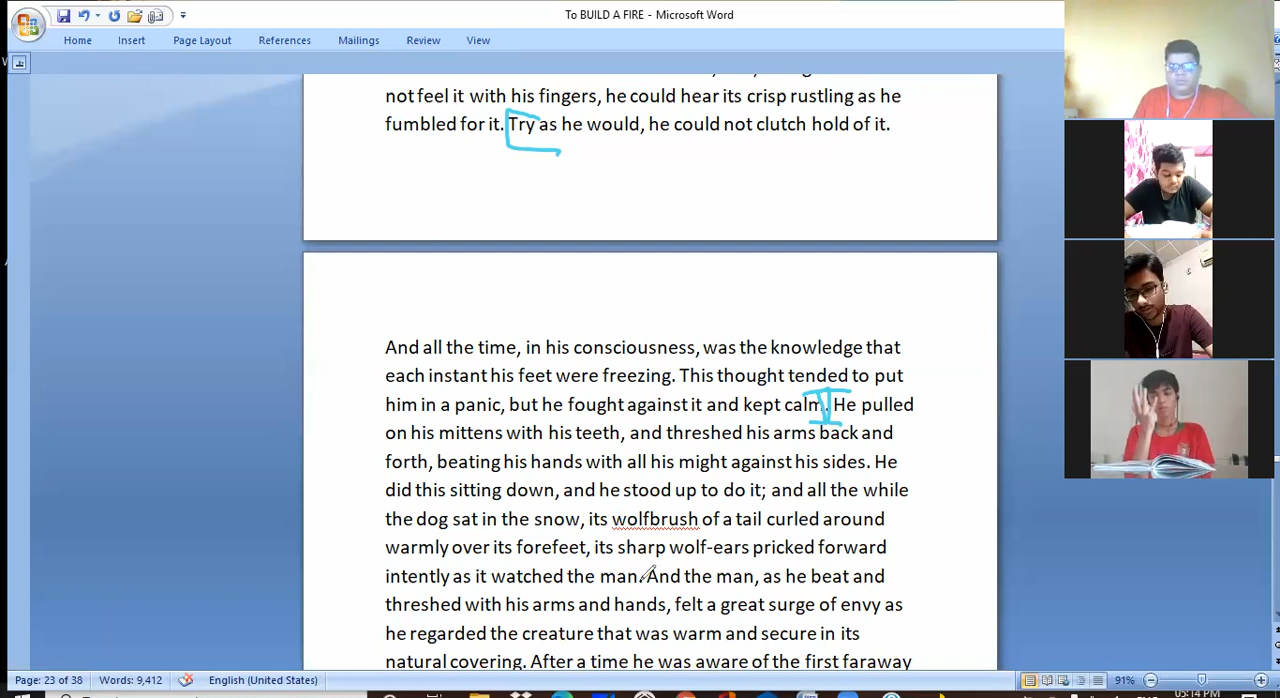 To BUILD A FIRE - Microsoft Word
Home Insert Page Layout References Mailings Review View
not feel it with his fingers, he could hear its crisp rustling as he
fumbled for it. Try as he would, he could not clutch hold of it.
And all the time, in his consciousness, was the knowledge that
each instant his feet were freezing. This thought tended to put
him in a panic, but he fought against it and kept calm. He pulled
on his mittens with his teeth, and threshed his arms back and
forth, beating his hands with all his might against his sides. He
did this sitting down, and he stood up to do it; and all the while
the dog sat in the snow, its wolfbrush of a tail curled around
warmly over its forefeet, its sharp wolf-ears pricked forward
intently as it watched the man. And the man, as he beat and
threshed with his arms and hands, felt a great surge of envy as
he regarded the creature that was warm and secure in its
natural covering. After a time he was aware of the first faraway
Page: 23 of 38 Words: 9,412 English (United States) 91%
05:14 PM